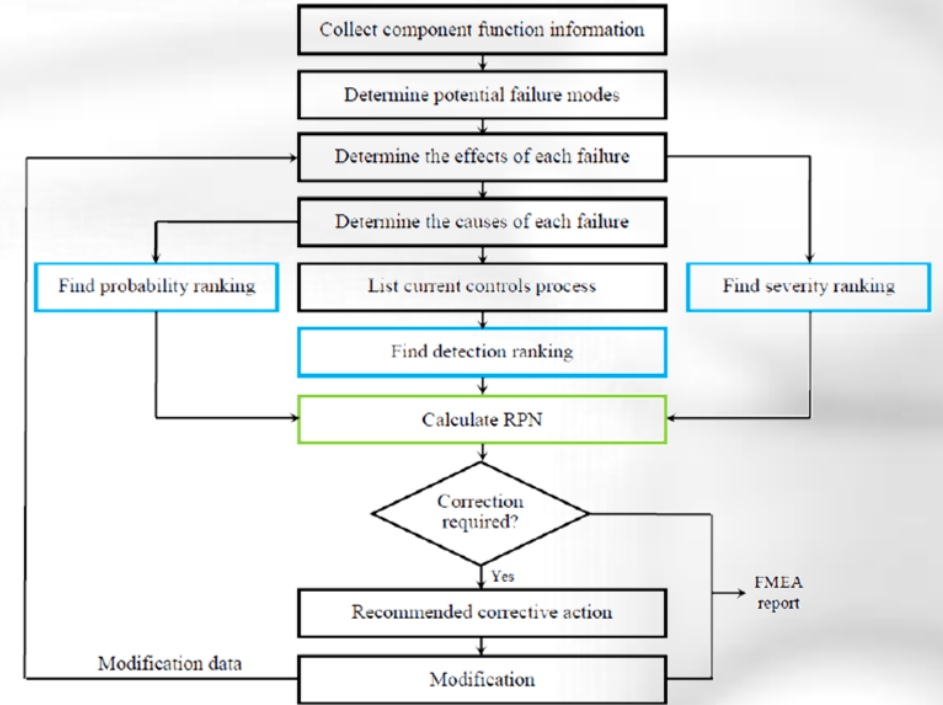 Collect component function information
Determine potential failure modes
Determine the effects of each failure
Determine the causes of each failure
Find probability ranking
List current controls process
Find severity ranking
Find detection ranking
Calculate RPN
Correction
required?
Yes
FMEA
report
Recommended corrective action
Modification data
Modification